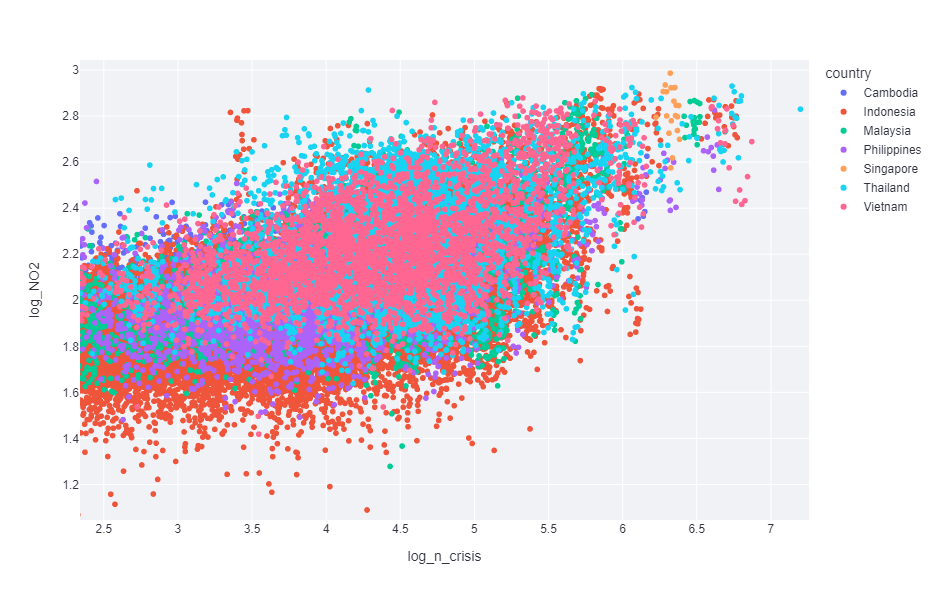 country
Cambodia
Indonesia
Malaysia
Philippines
Singapore
Thailand
Vietnam
log_NO2
3
2.8
2.6
2.4
2.2
2
1.8
1.6
1.4
1.2
2.5 3 3.5 4 4.5 5 5.5 6 6.5 7
log_n_crisis